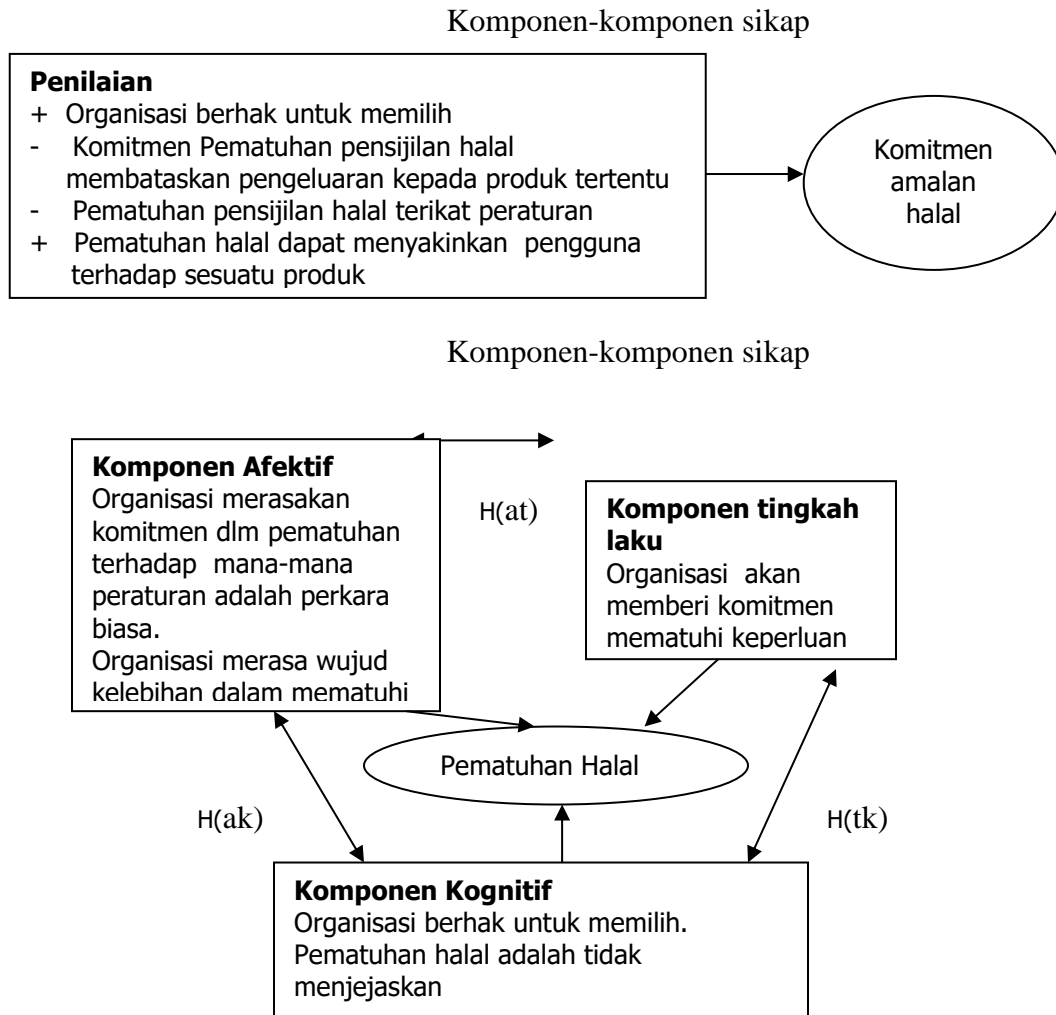 Komponen-komponen sikap
Penilaian
+ Organisasi berhak untuk memilih
- Komitmen Pematuhan pensijilan halal
membataskan pengeluaran kepada produk tertentu
- Pematuhan pensijilan halal terikat peraturan
+ Pematuhan halal dapat menyakinkan pengguna
terhadap sesuatu produk
Komitmen
amalan
halal
Komponen-komponen sikap
Komponen Afektif
Organisasi merasakan
komitmen dlm pematuhan
terhadap mana-mana
peraturan adalah perkara
biasa.
Organisasi merasa wujud
kelebihan dalam mematuhi
H(at)
Komponen tingkah
laku
Organisasi akan
memberi komitmen
mematuhi keperluan
Pematuhan Halal
H(ak)
H(tk)
Komponen Kognitif
Organisasi berhak untuk memilih.
Pematuhan halal adalah tidak
menjejaskan